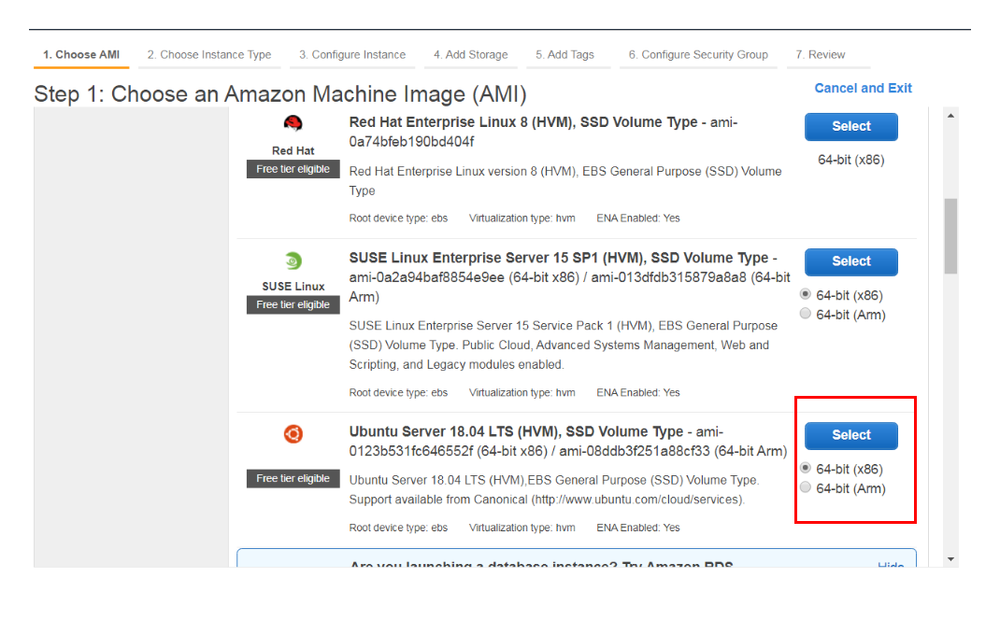 1. Choose AMI 2. Choose Instance Type 3. Configure Instance 4. Add Storage 5. Add Tags 6. Configure Security Group 7. Review
Step 1: Choose an Amazon Machine Image (AMI)
Cancel and Exit
Red Hat
Free tier eligible
Red Hat Enterprise Linux 8 (HVM), SSD Volume Type - ami-
0a74bfeb190bd404f
Red Hat Enterprise Linux version 8 (HVM), EBS General Purpose (SSD) Volume
Type
Root device type: ebs Virtualization type: hvm ENA Enabled: Yes
Select
64-bit (x86)
SUSE Linux
Free tier eligible
SUSE Linux Enterprise Server 15 SP1 (HVM), SSD Volume Type -
ami-0a2a94baf8854e9ee (64-bit x86) / ami-013dfdb315879a8a8 (64-bit
Arm)
SUSE Linux Enterprise Server 15 Service Pack 1 (HVM), EBS General Purpose
(SSD) Volume Type. Public Cloud, Advanced Systems Management, Web and
Scripting, and Legacy modules enabled.
Root device type: ebs Virtualization type: hvm ENA Enabled: Yes
Select
64-bit (x86)
64-bit (Arm)
Free tier eligible
Ubuntu Server 18.04 LTS (HVM), SSD Volume Type - ami-
0123b531fc646552f (64-bit x86) / ami-08ddb3f251a88cf33 (64-bit Arm)
Ubuntu Server 18.04 LTS (HVM),EBS General Purpose (SSD) Volume Type.
Support available from Canonical (http://www.ubuntu.com/cloud/services).
Root device type: ebs Virtualization type: hvm ENA Enabled: Yes
Select
64-bit (x86)
64-bit (Arm)
Are you launching a database instance? Try Amazon RDS.
Hide